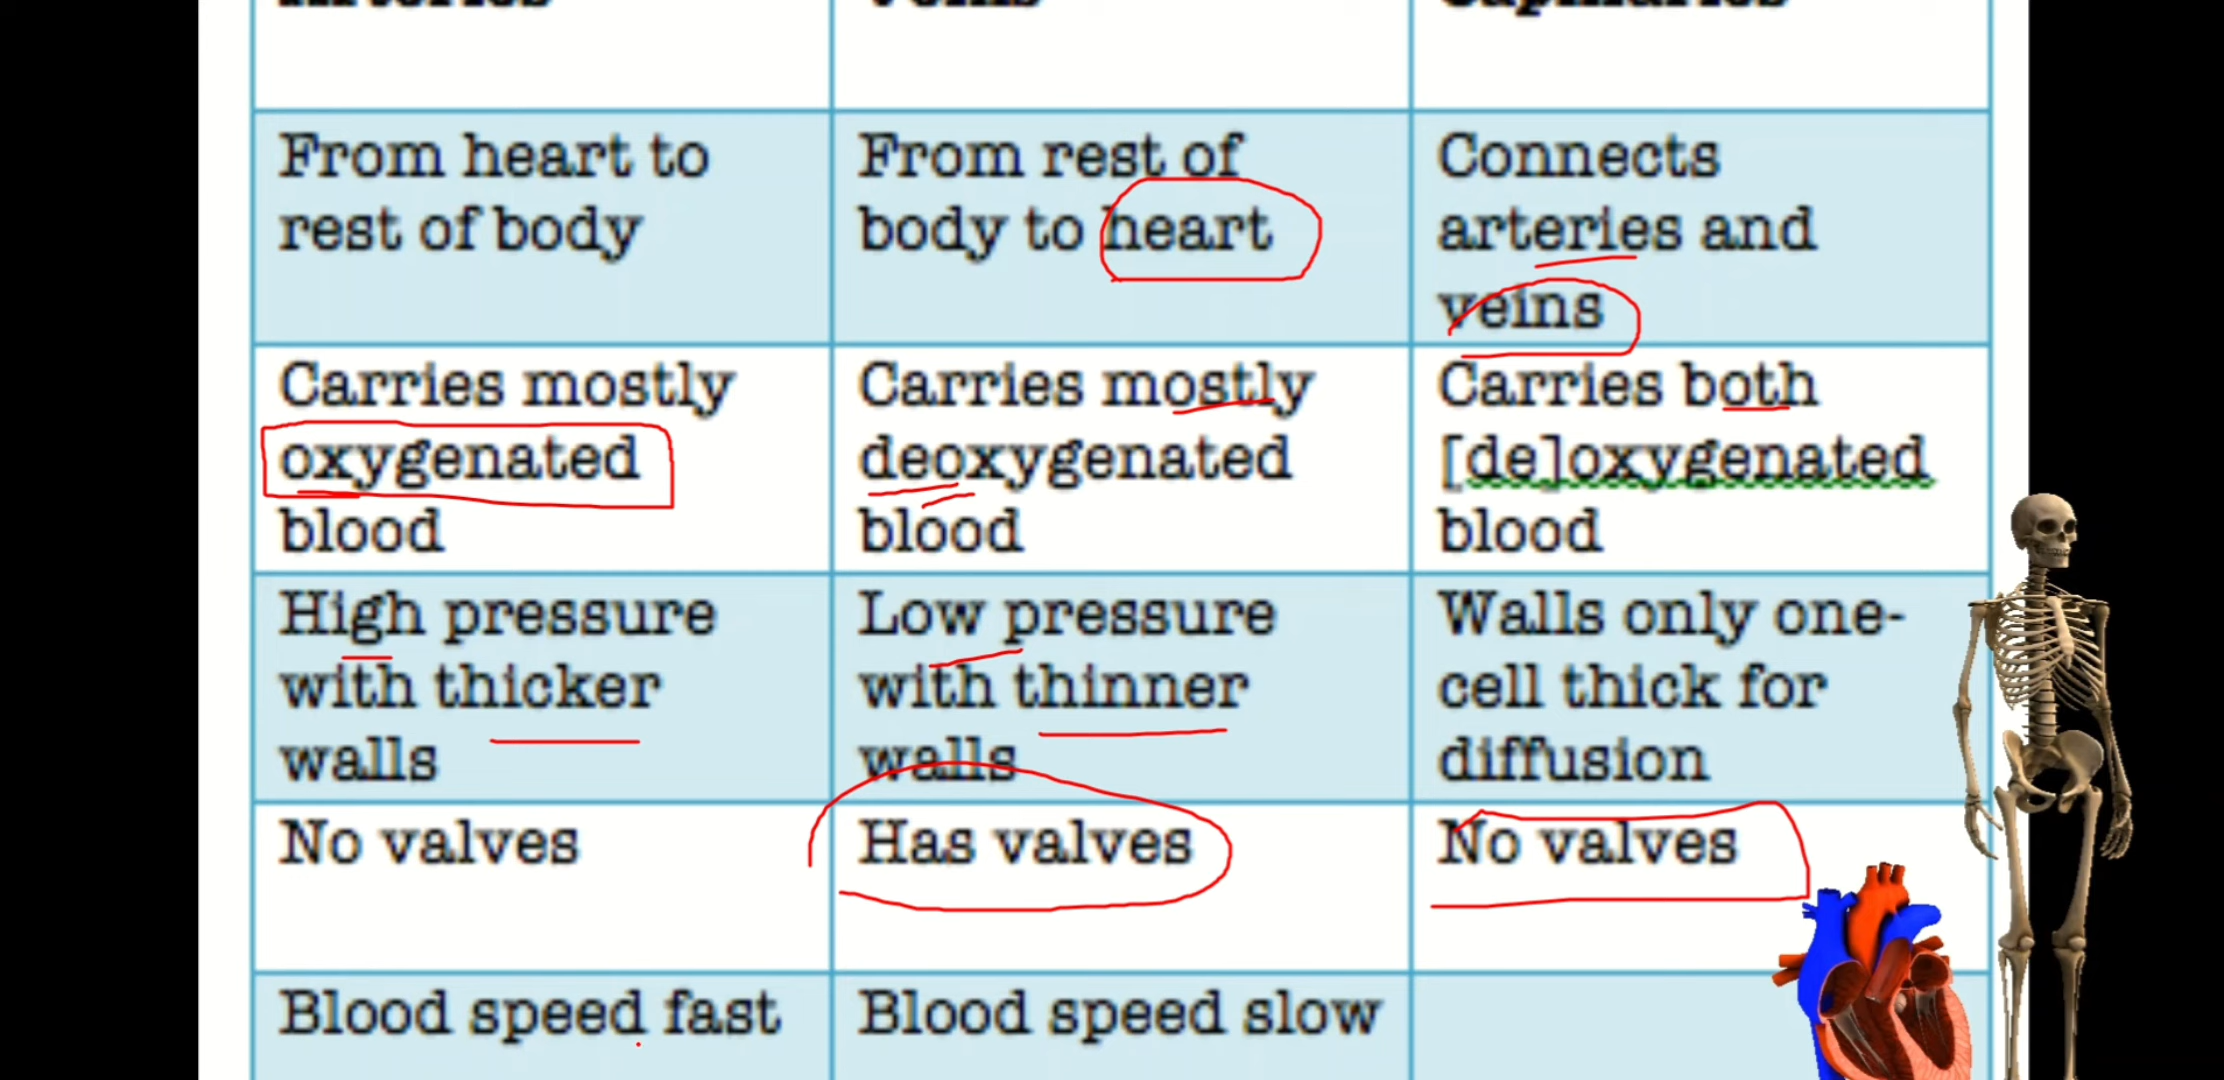 Arteries
Veins
Capillaries
From heart to
rest of body
From rest of
body to heart
Connects
arteries and
veins
Carries mostly
oxygenated
blood
Carries mostly
deoxygenated
blood
Carries both
[de]oxygenated
blood
High pressure
with thicker
walls
Low pressure
with thinner
walls
Walls only one-
cell thick for
diffusion
No valves
Has valves
No valves
Blood speed fast
Blood speed slow